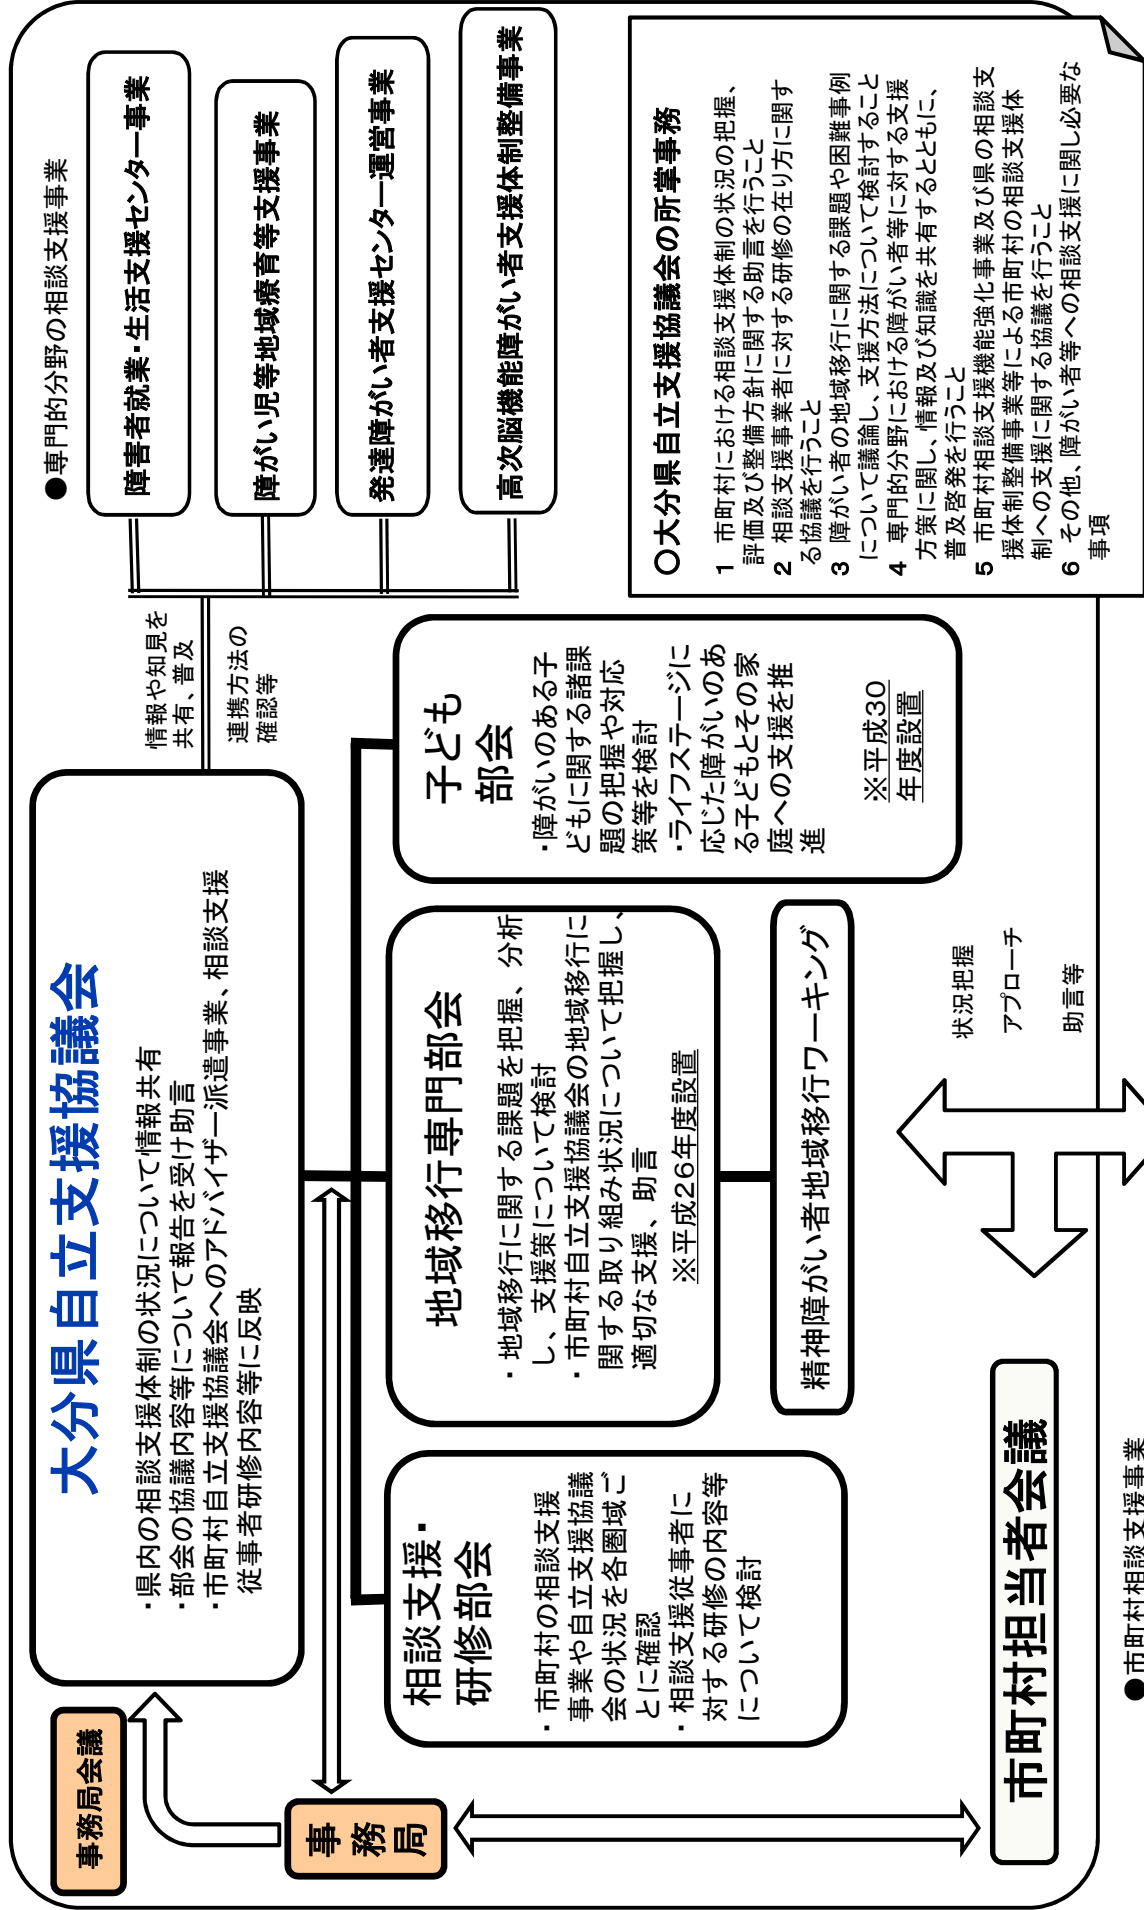 大分県自立支援協議会
・県内の相談支援体制の状況について情報共有
・部会の協議内容等について報告を受け助言
・市町村自立支援協議会へのアドバイザー派遣事業、相談支援
従事者研修内容等に反映
事務局会議
事務局
情報や知見を
共有、普及
連携方法の
確認等
●専門的分野の相談支援事業
障害者就業・生活支援センター事業
障がい児等地域療育等支援事業
発達障がい者支援センター運営事業
高次脳機能障がい者支援体制整備事業
相談支援・
研修部会
・市町村の相談支援
事業や自立支援協議
会の状況を各圏域ご
とに確認
・相談支援従事者に
対する研修の内容等
について検討
地域移行専門部会
・地域移行に関する課題を把握、分析
し、支援策について検討
・市町村自立支援協議会の地域移行に
関する取り組み状況について把握し、
適切な支援、助言
※平成26年度設置
精神障がい者地域移行ワーキング
子ども
部会
・障がいのある子
どもに関する諸課
題の把握や対応
策等を検討
・ライフステージに
応じた障がいのあ
る子どもとその家
庭への支援を推
進
※平成30
年度設置
〇大分県自立支援協議会の所掌事務
1 市町村における相談支援体制の状況の把握、
評価及び整備方針に関する助言を行うこと
2 相談支援事業者に対する研修の在り方に関す
る協議を行うこと
3 障がい者の地域移行に関する課題や困難事例
について議論し、支援方法について検討すること
4 専門的分野における障がい者等に対する支援
方策に関し、情報及び知識を共有するとともに、
普及啓発を行うこと
5 市町村相談支援機能強化事業及び県の相談支
援体制整備事業等による市町村の相談支援体
制への支援に関する協議を行うこと
6 その他、障がい者等への相談支援に関し必要な
事項
状況把握
アプローチ
助言等
市町村担当者会議
●市町村相談支援事業